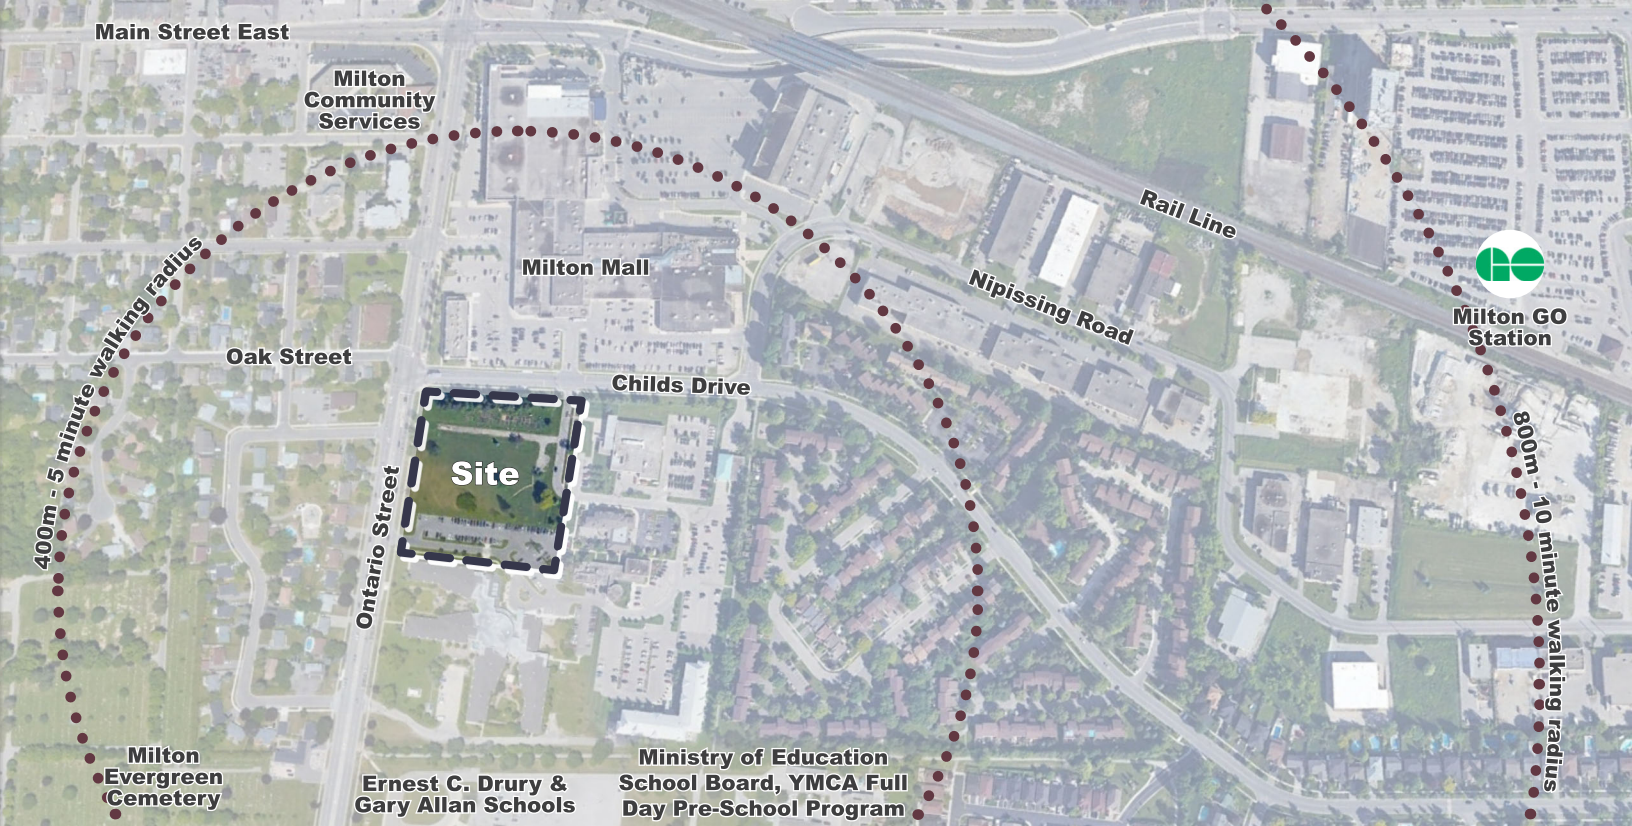 Main Street East
Milton
Community
Services
Rail Line
400m - 5 minute walking radius
Milton Mall
Nipissing Road
GO
Milton GO
Station
Oak Street
Childs Drive
Site
800m - 10 minute walking radius
Ontario Street
Milton
Evergreen
Cemetery
Ernest C. Drury &
Gary Allan Schools
Ministry of Education
School Board, YMCA Full
Day Pre-School Program